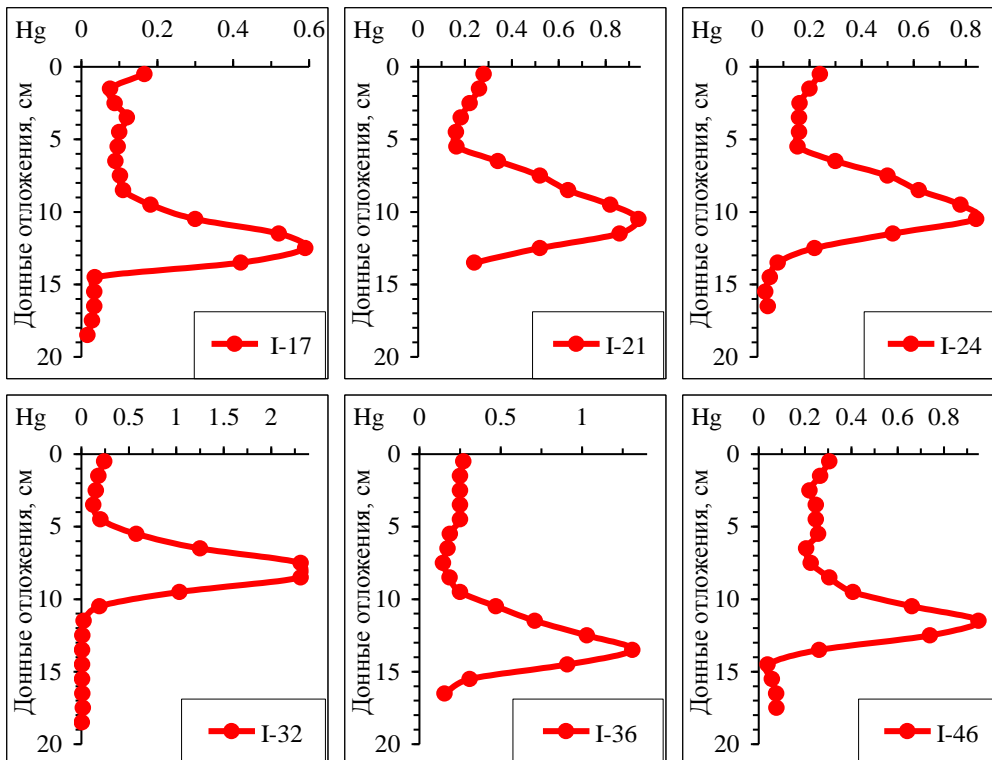 Hg 0 0.2 0.4 0.6
0
5
10
15
20
Донные отложения, см
I-17
Hg 0 0.2 0.4 0.6 0.8
0
5
10
15
20
Донные отложения, см
I-21
Hg 0 0.2 0.4 0.6 0.8
0
5
10
15
20
Донные отложения, см
I-24
Hg 0 0.5 1 1.5 2
0
5
10
15
20
Донные отложения, см
I-32
Hg 0 0.5 1
0
5
10
15
20
Донные отложения, см
I-36
Hg 0 0.2 0.4 0.6 0.8
0
5
10
15
20
Донные отложения, см
I-46